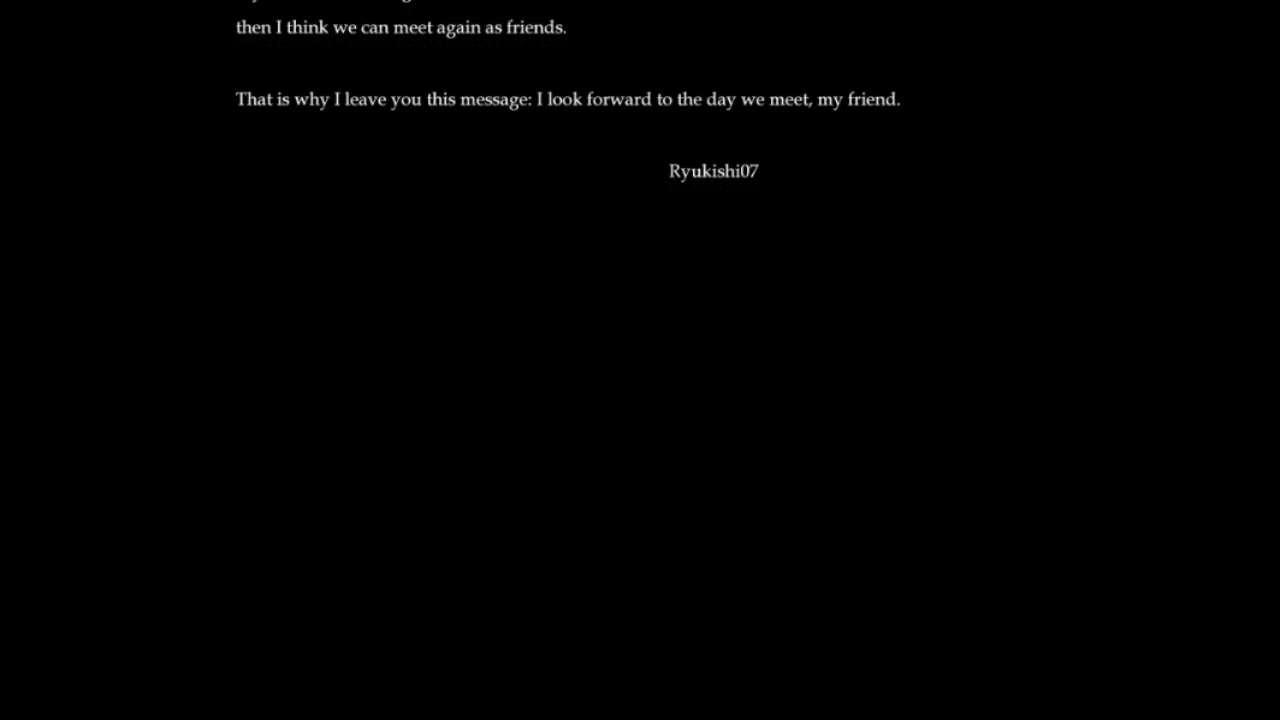 then I think we can meet again as friends.
That is why I leave you this message: I look forward to the day we meet, my friend.
Ryukishi07